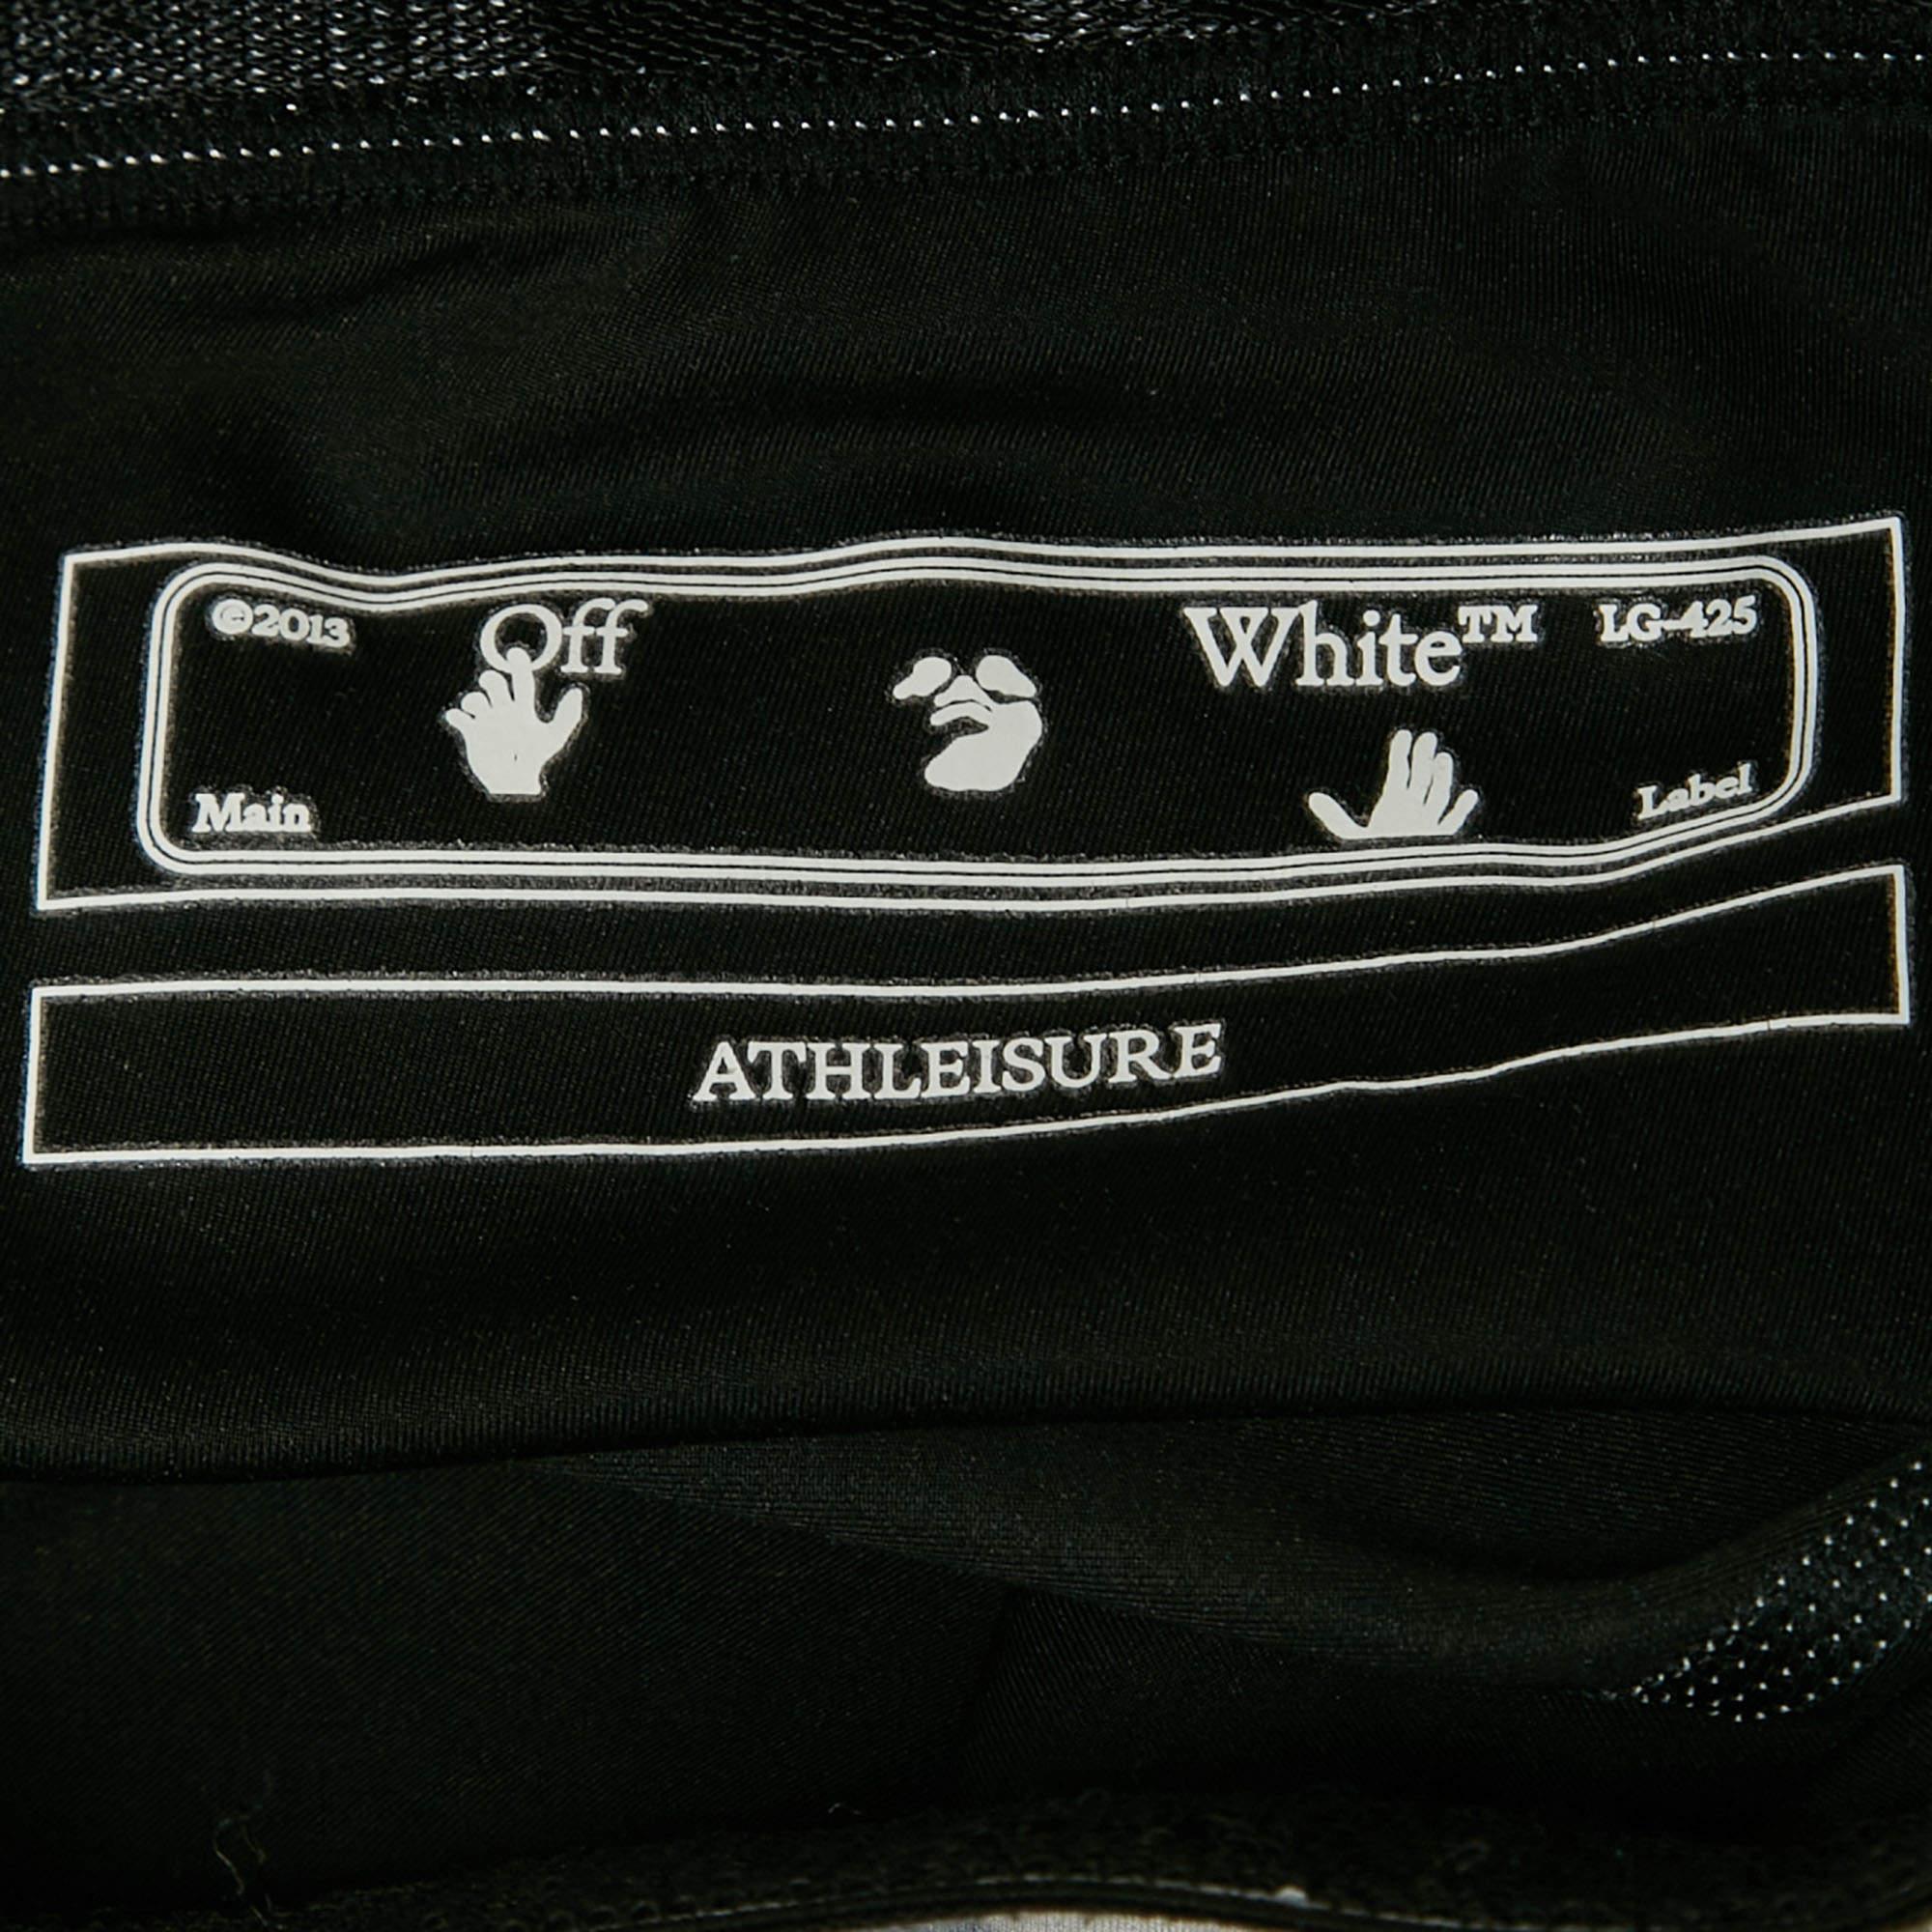 ©2013 Off White™ LG-425
Main Label
ATHLEISURE